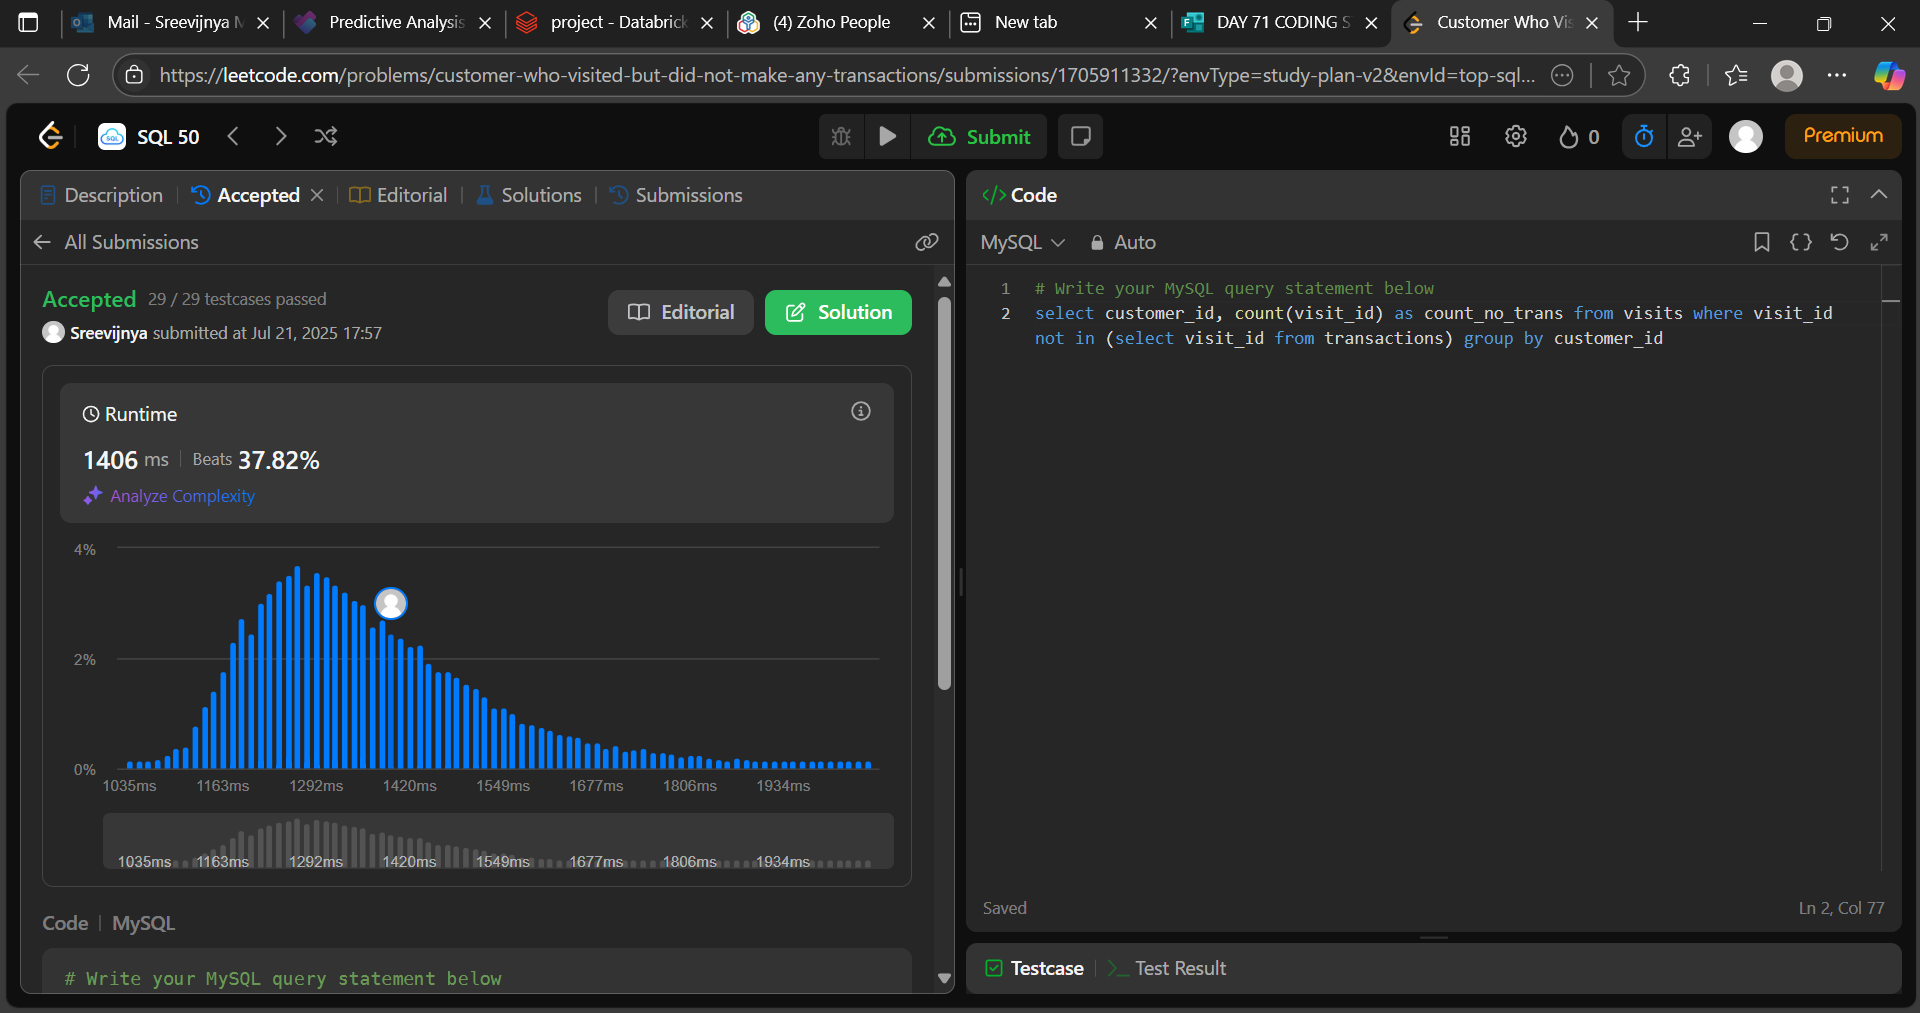 Mail - Sreevijnya M
Predictive Analysis
project - Databrick
(4) Zoho People
New tab
DAY 71 CODING S
Customer Who Vis
https://leetcode.com/problems/customer-who-visited-but-did-not-make-any-transactions/submissions/1705911332/?envType=study-plan-v2&envId=top-sql...
SQL 50
Submit
0
Premium
Description
Accepted
Editorial
Solutions
Submissions
All Submissions
Accepted 29 / 29 testcases passed
Sreevijnya submitted at Jul 21, 2025 17:57
Editorial
Solution
Runtime
1406 ms Beats 37.82%
Analyze Complexity
4%
2%
0%
1035ms 1163ms 1292ms 1420ms 1549ms 1677ms 1806ms 1934ms
1035ms 1163ms 1292ms 1420ms 1549ms 1677ms 1806ms 1934ms
Code | MySQL
# Write your MySQL query statement below
</> Code
MySQL Auto
1 # Write your MySQL query statement below
2 select customer_id, count(visit_id) as count_no_trans from visits where visit_id
not in (select visit_id from transactions) group by customer_id
Saved
Ln 2, Col 77
Testcase
Test Result